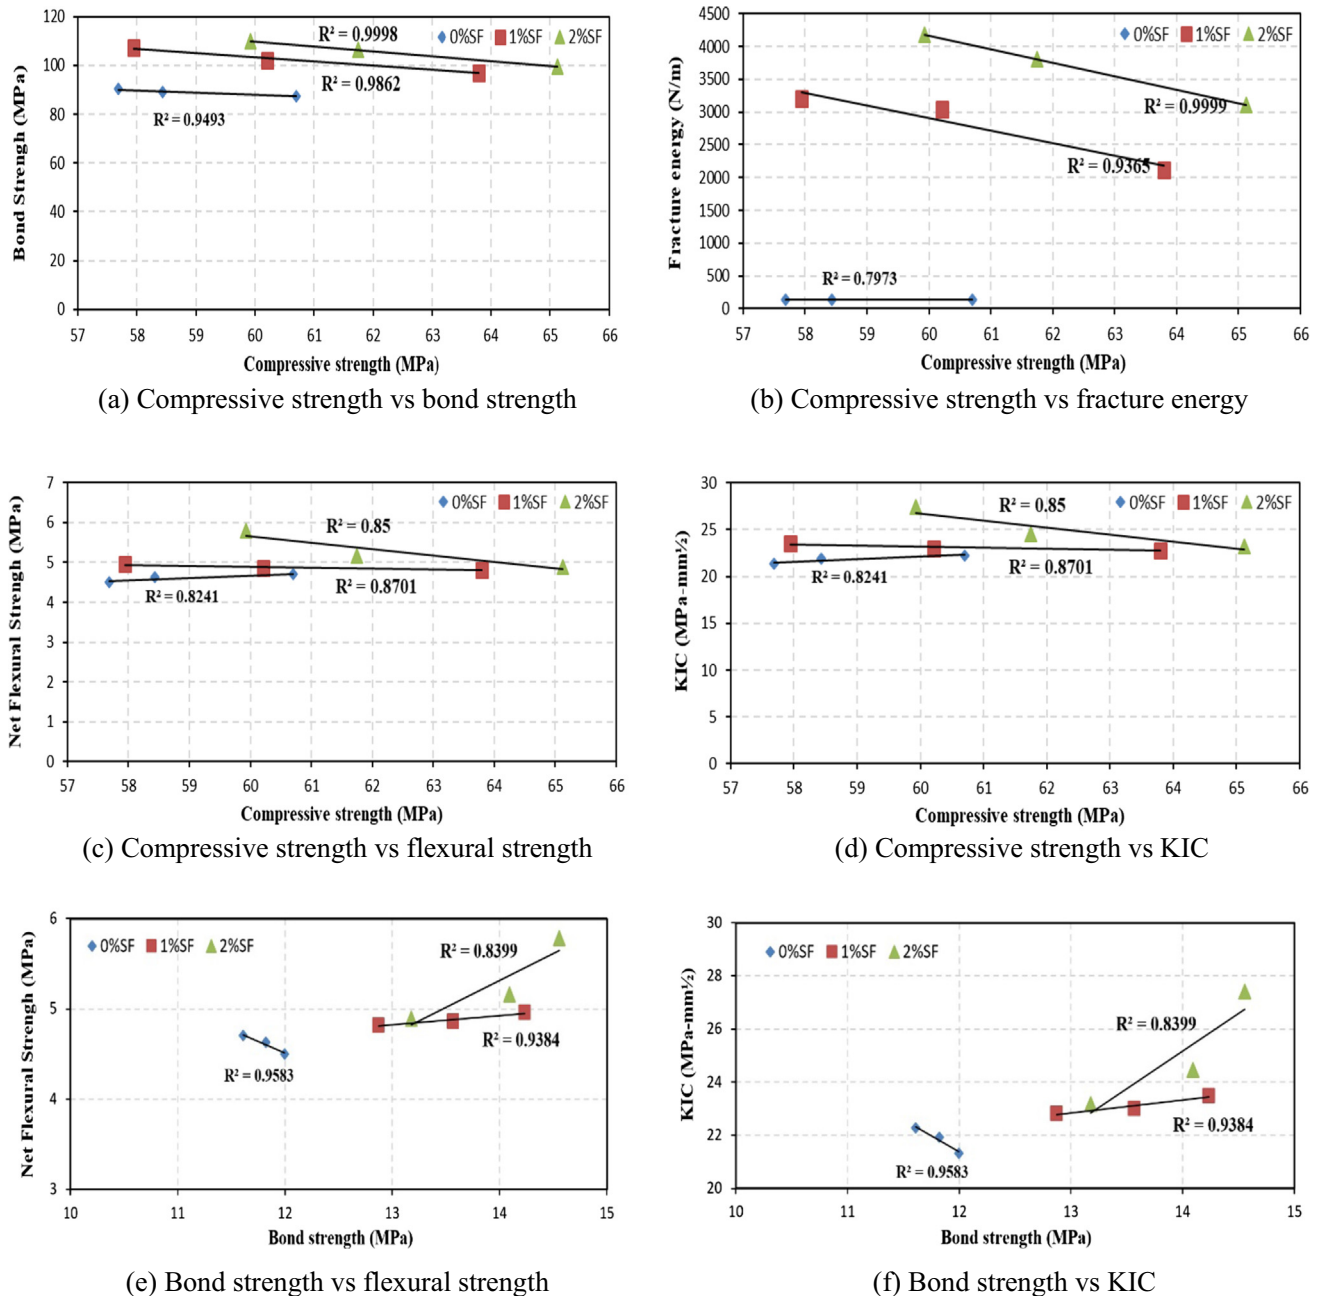 120
100
80
60
40
20
0
Bond Strengh (MPa)
R² = 0.9998
0%SF 1%SF 2%SF
R² = 0.9862
R² = 0.9493
57 58 59 60 61 62 63 64 65 66
Compressive strength (MPa)
(a) Compressive strength vs bond strength
4500
4000
3500
3000
2500
2000
1500
1000
500
0
Fracture energy (N/m)
0%SF 1%SF 2%SF
R² = 0.9999
R² = 0.9365
R² = 0.7973
57 58 59 60 61 62 63 64 65 66
Compressive strength (MPa)
(b) Compressive strength vs fracture energy
7
6
5
4
3
2
1
0
Net Flexural Strengh (MPa)
0%SF 1%SF 2%SF
R² = 0.85
R² = 0.8701
R² = 0.8241
57 58 59 60 61 62 63 64 65 66
Compressive strength (MPa)
(c) Compressive strength vs flexural strength
30
25
20
15
10
5
0
KIC (MPa-mm½)
0%SF 1%SF 2%SF
R² = 0.85
R² = 0.8701
R² = 0.8241
57 58 59 60 61 62 63 64 65 66
Compressive strength (MPa)
(d) Compressive strength vs KIC
6
5
4
3
Net Flexural Strengh (MPa)
0%SF 1%SF 2%SF
R² = 0.8399
R² = 0.9384
R² = 0.9583
10 11 12 13 14 15
Bond strength (MPa)
(e) Bond strength vs flexural strength
30
28
26
24
22
20
KIC (MPa-mm½)
0%SF 1%SF 2%SF
R² = 0.8399
R² = 0.9384
R² = 0.9583
10 11 12 13 14 15
Bond strength (MPa)
(f) Bond strength vs KIC